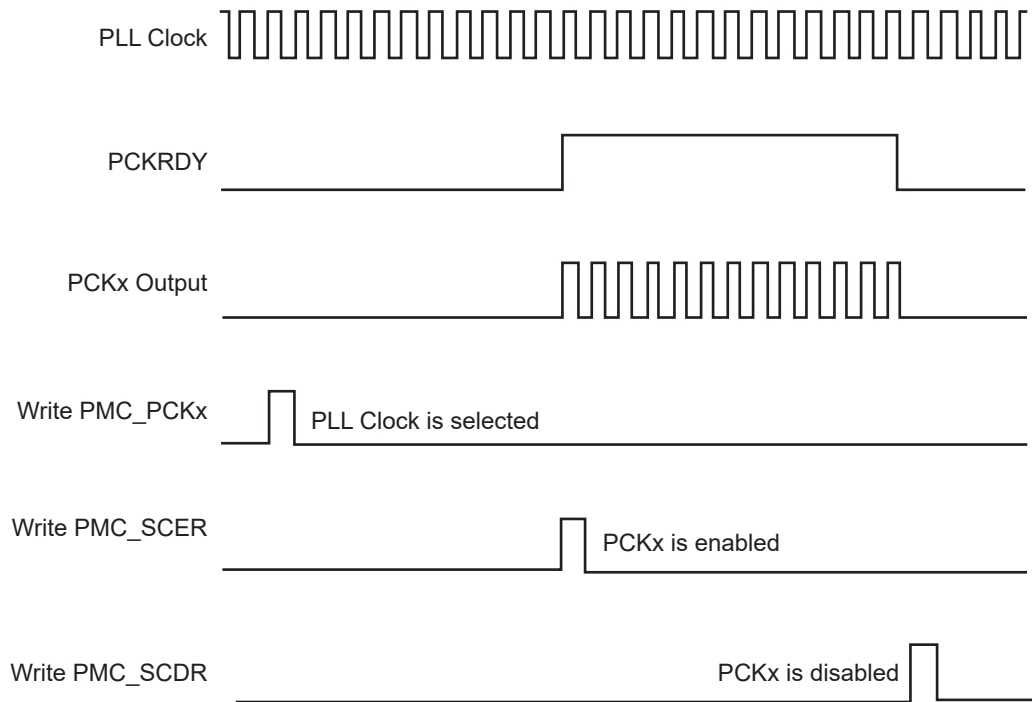 PLL Clock
PCKRDY
PCKx Output
Write PMC_PCKx
PLL Clock is selected
Write PMC_SCER
PCKx is enabled
Write PMC_SCDR
PCKx is disabled